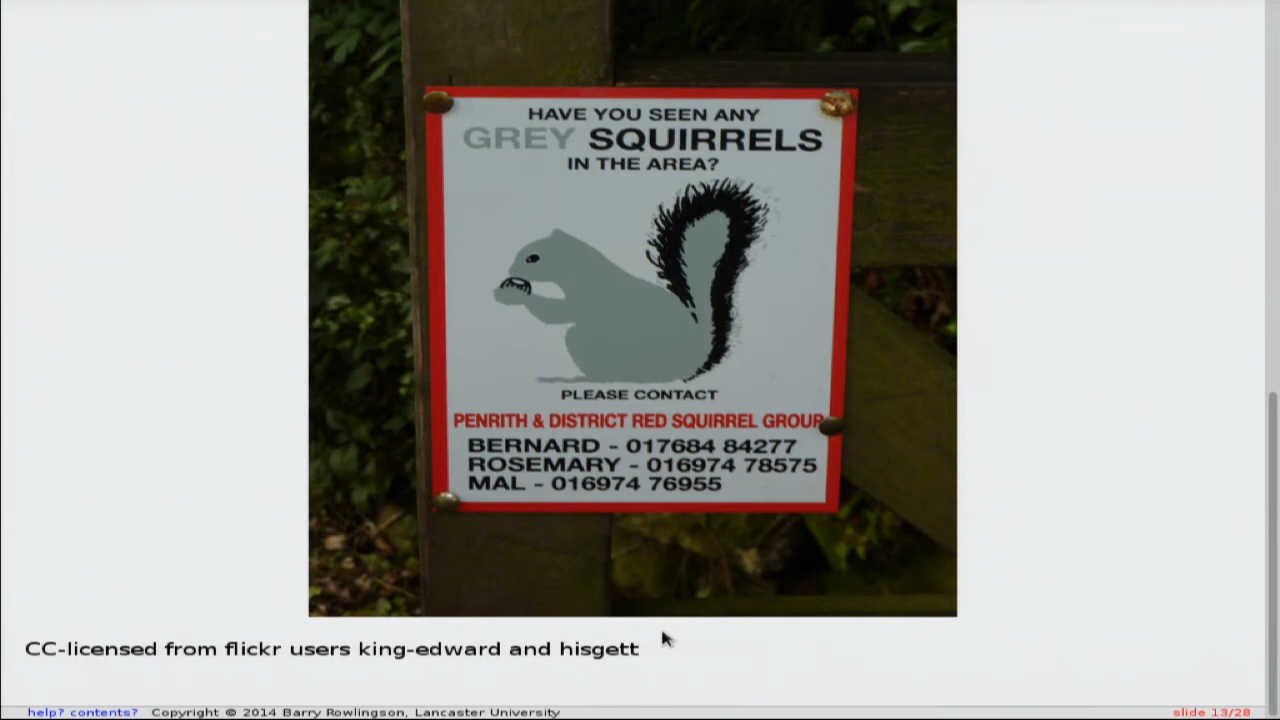 HAVE YOU SEEN ANY
GREY SQUIRRELS
IN THE AREA?
PLEASE CONTACT
PENRITH & DISTRICT RED SQUIRREL GROUP
BERNARD - 017684 84277
ROSEMARY - 016974 78575
MAL - 016974 76955
CC-licensed from flickr users king-edward and hisgett
help? contents? Copyright © 2014 Barry Rowlingson, Lancaster University
slide 13/28